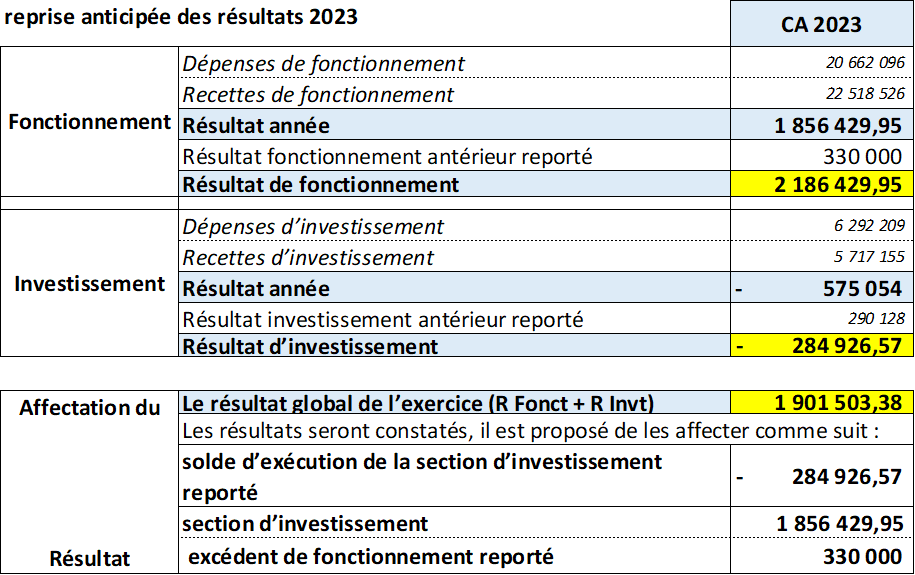 reprise anticipée des résultats 2023
CA 2023
Fonctionnement
Dépenses de fonctionnement 20 662 096
Recettes de fonctionnement 22 518 526
Résultat année 1 856 429,95
Résultat fonctionnement antérieur reporté 330 000
Résultat de fonctionnement 2 186 429,95
Investissement
Dépenses d’investissement 6 292 209
Recettes d’investissement 5 717 155
Résultat année - 575 054
Résultat investissement antérieur reporté 290 128
Résultat d’investissement - 284 926,57
Affectation du
Le résultat global de l’exercice (R Fonct + R Invt) 1 901 503,38
Les résultats seront constatés, il est proposé de les affecter comme suit :
solde d’exécution de la section d’investissement
reporté - 284 926,57
section d’investissement 1 856 429,95
Résultat
excédent de fonctionnement reporté 330 000